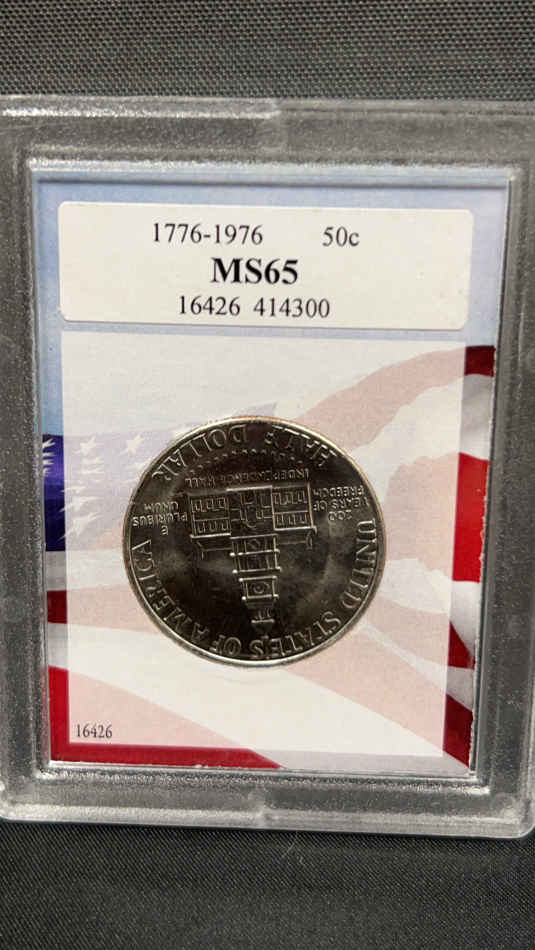 1776-1976 50c
MS65
16426 414300
HALF DOLLAR
INDEPENDENCE HALL
200
YEARS OF
FREEDOM
E
PLURIBUS
UNUM
UNITED STATES OF AMERICA
16426